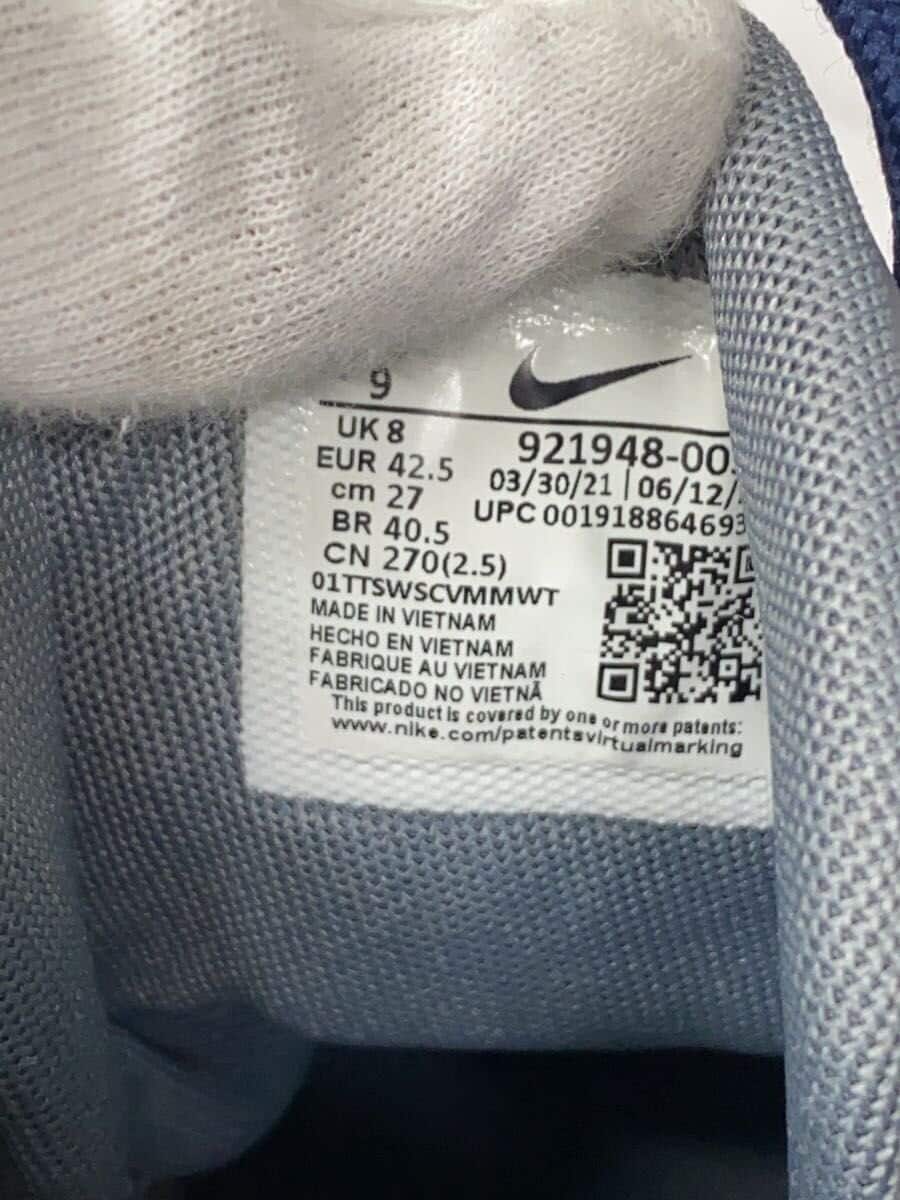 9
UK 8
EUR 42.5
cm 27
BR 40.5
CN 270(2.5)
921948-00
03/30/21 | 06/12/
UPC 00191886469
01TTSWSCVMMWT
MADE IN VIETNAM
HECHO EN VIETNAM
FABRIQUE AU VIETNAM
FABRICADO NO VIETNÃ
This product is covered by one or more patents:
www.nike.com/patentsvirtualmarking